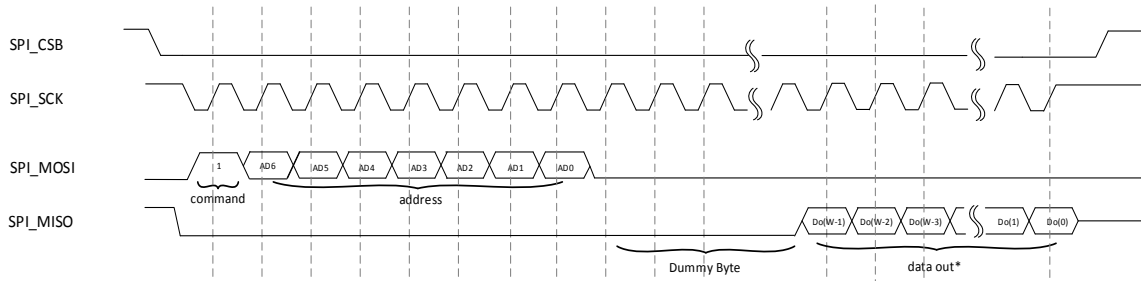 SPI_CSB
SPI_SCK
SPI_MOSI
1 AD6 AD5 AD4 AD3 AD2 AD1 AD0
command address
SPI_MISO
Do(W-1) Do(W-2) Do(W-3) Do(1) Do(0)
Dummy Byte data out*